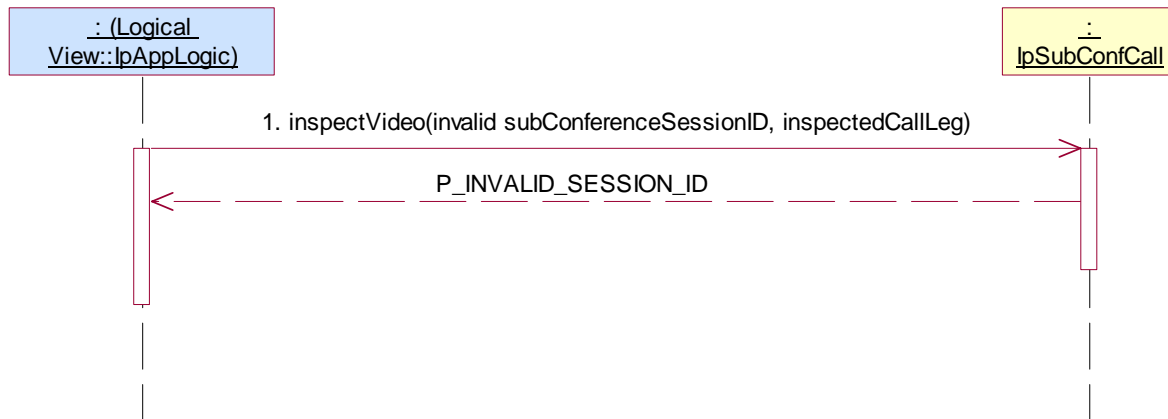 : (Logical
View::IpAppLogic)
:
IpSubConfCall
1. inspectVideo(invalid subConferenceSessionID, inspectedCallLeg)
P_INVALID_SESSION_ID